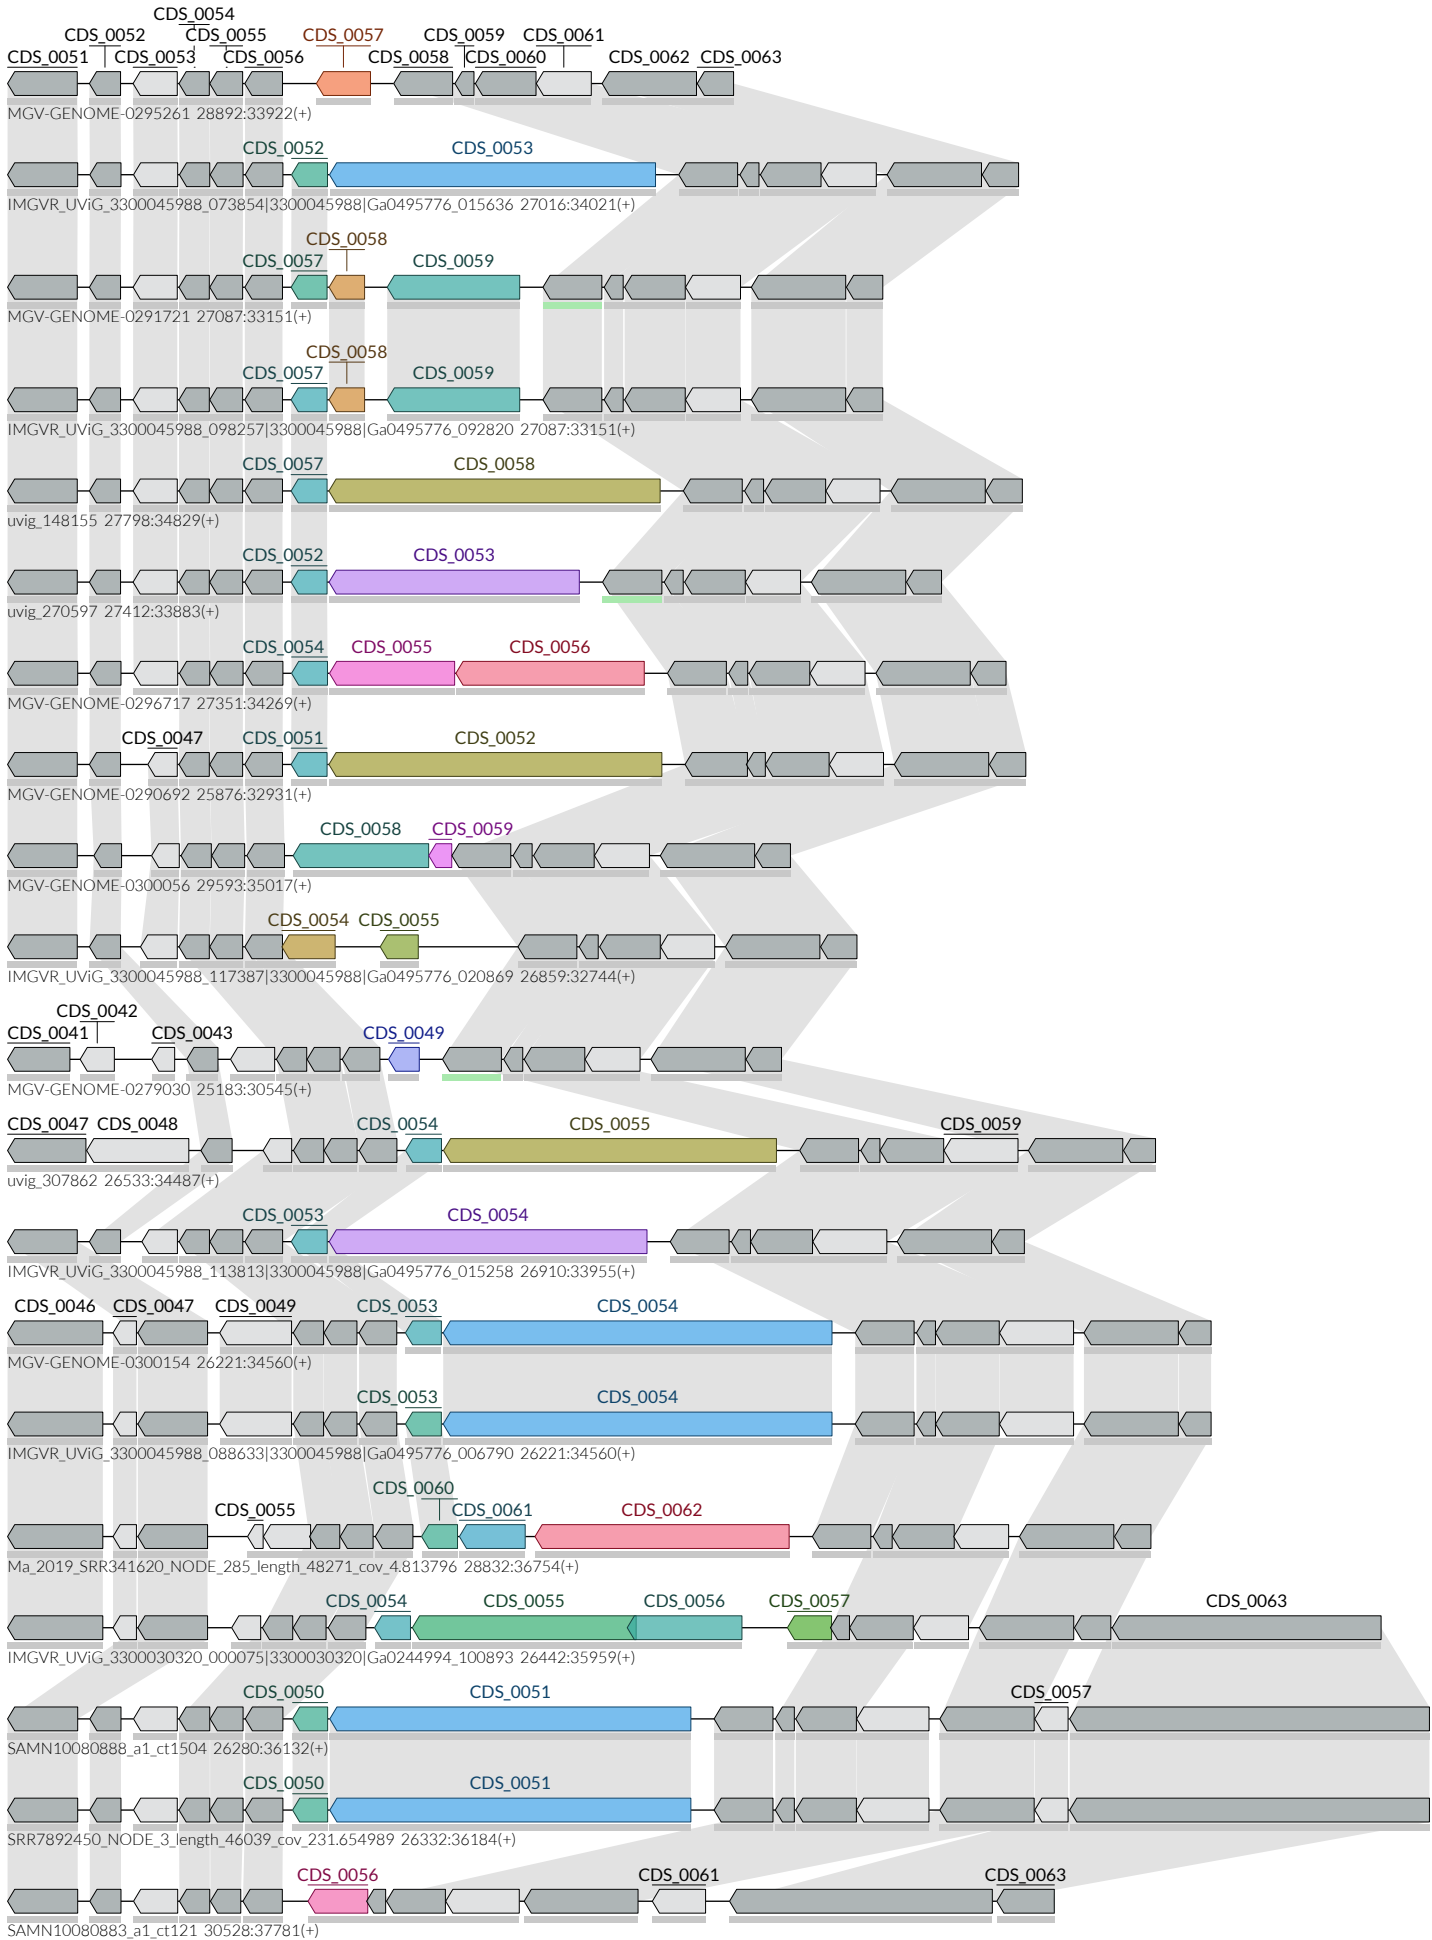 CDS_0054
CDS_0052 CDS_0055 CDS_0057 CDS_0059 CDS_0061
CDS_0051 CDS_0053 CDS_0056 CDS_0058 CDS_0060 CDS_0062 CDS_0063
MGV-GENOME-0295261 28892:33922(+)
CDS_0052 CDS_0053
IMGVR_UViG_3300045988_073854|3300045988|Ga0495776_015636 27016:34021(+)
CDS_0058
CDS_0057 CDS_0059
MGV-GENOME-0291721 27087:33151(+)
CDS_0058
CDS_0057 CDS_0059
IMGVR_UViG_3300045988_098257|3300045988|Ga0495776_092820 27087:33151(+)
CDS_0057 CDS_0058
uvig_148155 27798:34829(+)
CDS_0052 CDS_0053
uvig_270597 27412:33883(+)
CDS_0054 CDS_0055 CDS_0056
MGV-GENOME-0296717 27351:34269(+)
CDS_0047 CDS_0051 CDS_0052
MGV-GENOME-0290692 25876:32931(+)
CDS_0058 CDS_0059
MGV-GENOME-0300056 29593:35017(+)
CDS_0054 CDS_0055
IMGVR_UViG_3300045988_117387|3300045988|Ga0495776_020869 26859:32744(+)
CDS_0042
CDS_0041 CDS_0043 CDS_0049
MGV-GENOME-0279030 25183:30545(+)
CDS_0047 CDS_0048 CDS_0054 CDS_0055 CDS_0059
uvig_307862 26533:34487(+)
CDS_0053 CDS_0054
IMGVR_UViG_3300045988_113813|3300045988|Ga0495776_015258 26910:33955(+)
CDS_0046 CDS_0047 CDS_0049 CDS_0053 CDS_0054
MGV-GENOME-0300154 26221:34560(+)
CDS_0053 CDS_0054
IMGVR_UViG_3300045988_088633|3300045988|Ga0495776_006790 26221:34560(+)
CDS_0060
CDS_0055 CDS_0061 CDS_0062
Ma_2019_SRR341620_NODE_285_length_48271_cov_4.813796 28832:36754(+)
CDS_0054 CDS_0055 CDS_0056 CDS_0057 CDS_0063
IMGVR_UViG_3300030320_000075|3300030320|Ga0244994_100893 26442:35959(+)
CDS_0050 CDS_0051 CDS_0057
SAMN10080888_a1_ct1504 26280:36132(+)
CDS_0050 CDS_0051
SRR7892450_NODE_3_length_46039_cov_231.654989 26332:36184(+)
CDS_0056 CDS_0061 CDS_0063
SAMN10080883_a1_ct121 30528:37781(+)